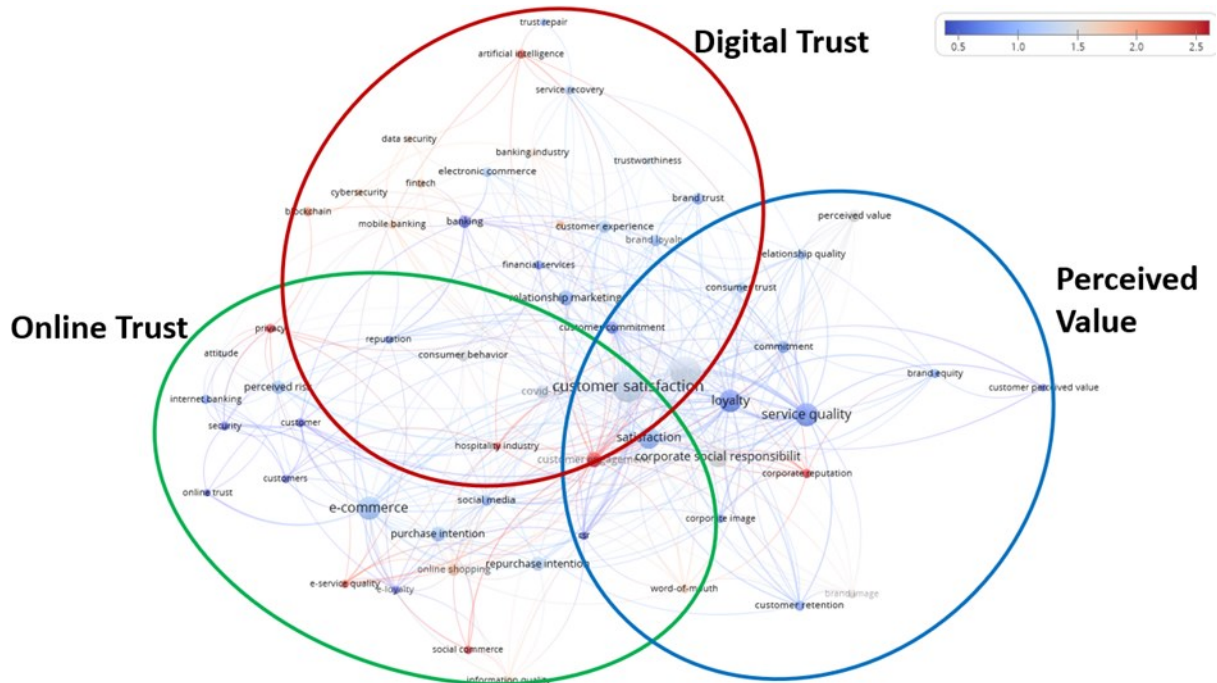 trust repair
Digital Trust
0.5 1.0 1.5 2.0 2.5
artificial intelligence
service recovery
data security
banking industry
trustworthiness
electronic commerce
fintech
cybersecurity
brand trust
blockchain
mobile banking
banking
customer experience
perceived value
brand loyalty
relationship quality
financial services
consumer trust
Perceived
Value
relationship marketing
Online Trust
privacy
customer commitment
reputation
attitude
consumer behavior
commitment
brand equity
perceived risk
customer satisfaction
customer perceived value
internet banking
loyalty
service quality
security
customer
satisfaction
hospitality industry
customer engagement
corporate social responsibilit
corporate reputation
customers
online trust
social media
e-commerce
corporate image
purchase intention
csr
repurchase intention
online shopping
e-service quality
e-loyalty
word-of-mouth
brand image
customer retention
social commerce
information quality